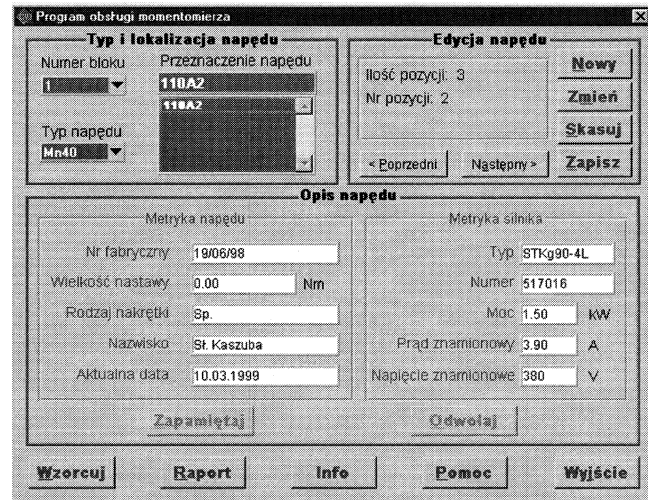 Program obsługi momentomierza
Typ i lokalizacja napędu
Numer bloku
Przeznaczenie napędu
1
110A2
110A2
Typ napędu
Mn40
Edycja napędu
Ilość pozycji: 3
Nr pozycji: 2
Nowy
Zmień
Skasuj
Zapisz
< Poprzedni
Następny >
Opis napędu
Metryka napędu
Nr fabryczny 19/06/98
Wielkość nastawy 0.00 Nm
Rodzaj nakrętki Sp.
Nazwisko Sł. Kaszuba
Aktualna data 10.03.1999
Metryka silnika
Typ STKg90-4L
Numer 517016
Moc 1.50 kW
Prąd znamionowy 3.90 A
Napięcie znamionowe 380 V
Zapamiętaj
Odwołaj
Wzorcuj
Raport
Info
Pomoc
Wyjście